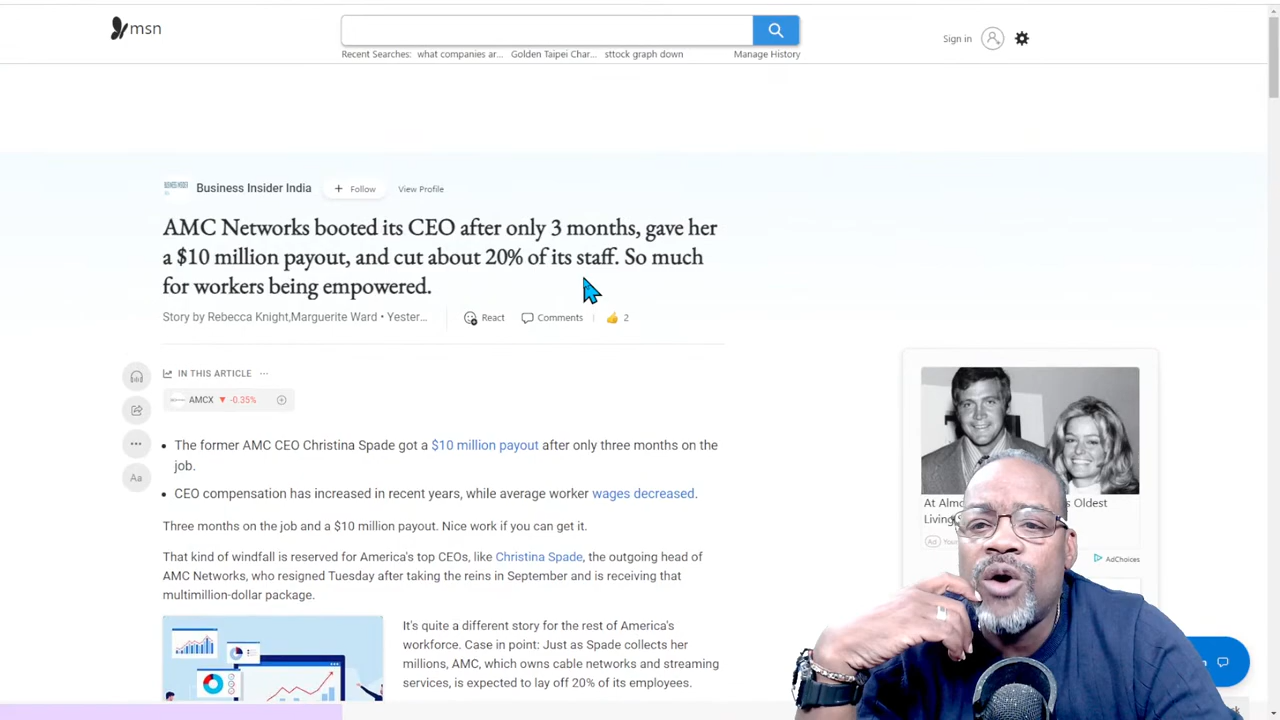 msn
Recent Searches: what companies ar... Golden Taipei Char... sttock graph down Manage History
Sign in
Business Insider India + Follow View Profile
AMC Networks booted its CEO after only 3 months, gave her
a $10 million payout, and cut about 20% of its staff. So much
for workers being empowered.
Story by Rebecca Knight,Marguerite Ward • Yester... React Comments 2
IN THIS ARTICLE ...
AMCX ▼ -0.35%
Aa
• The former AMC CEO Christina Spade got a $10 million payout after only three months on the
job.
• CEO compensation has increased in recent years, while average worker wages decreased.
Three months on the job and a $10 million payout. Nice work if you can get it.
That kind of windfall is reserved for America's top CEOs, like Christina Spade, the outgoing head of
AMC Networks, who resigned Tuesday after taking the reins in September and is receiving that
multimillion-dollar package.
It's quite a different story for the rest of America's
workforce. Case in point: Just as Spade collects her
millions, AMC, which owns cable networks and streaming
services, is expected to lay off 20% of its employees.
At Almo
s Oldest
Living
Ad
AdChoices